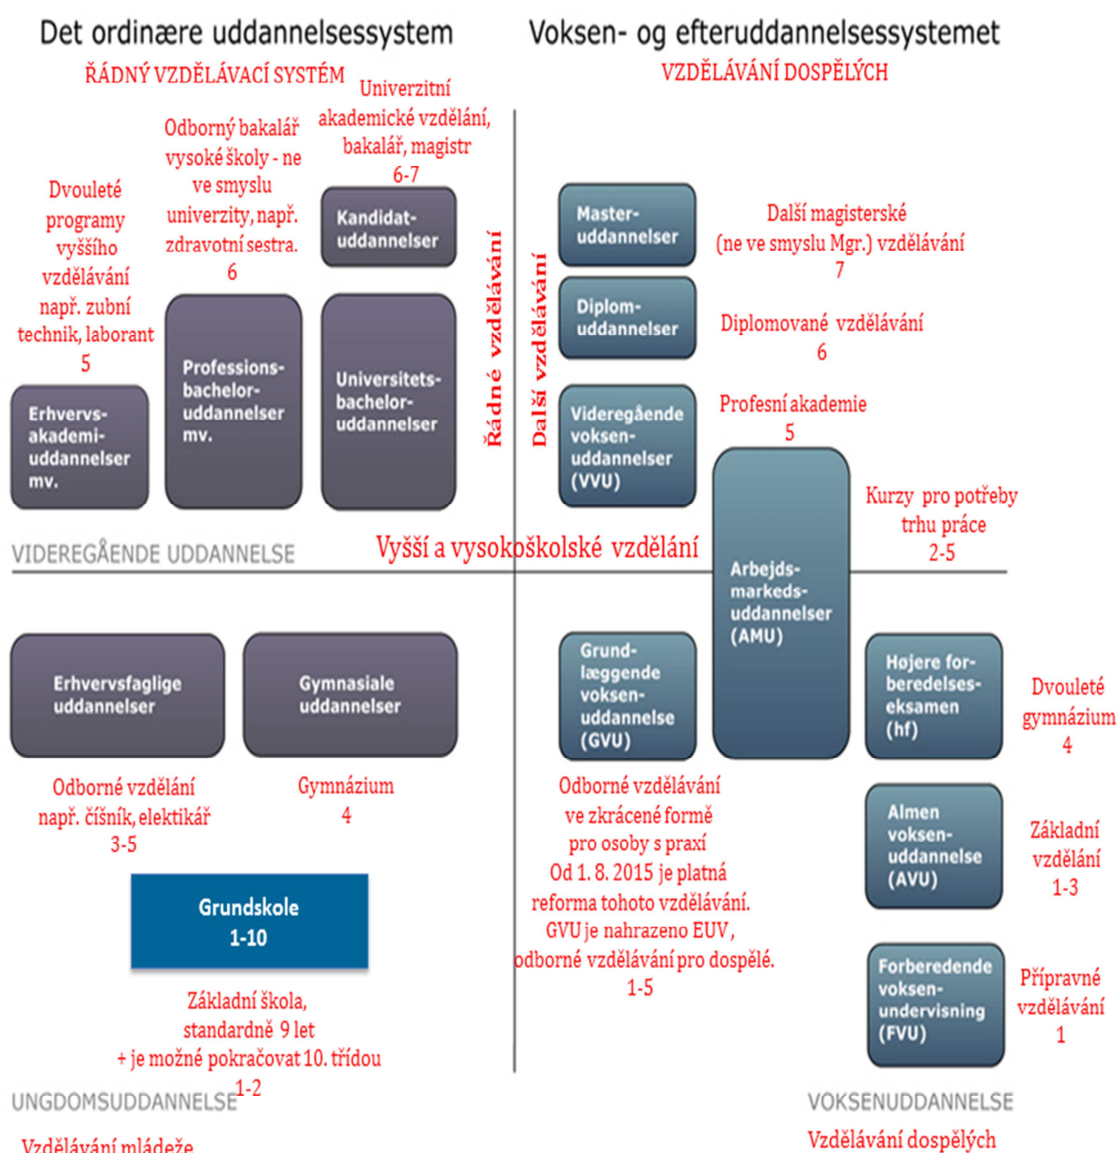 Det ordinære uddannelsessystem
ŘÁDNÝ VZDĚLÁVACÍ SYSTÉM
Voksen- og efteruddannelsessystemet
VZDĚLÁVÁNÍ DOSPĚLÝCH
Dvouleté
programy
vyššího
vzdělávání
např. zubní
technik, laborant
5
Erhvervs-
akademi-
uddannelser
mv.
Odborný bakalář
vysoké školy - ne
ve smyslu
univerzity, např.
zdravotní sestra.
6
Professions-
bachelor-
uddannelser
mv.
Univerzitní
akademické vzdělání,
bakalář, magistr
6-7
Kandidat-
uddannelser
Universitets-
bachelor-
uddannelser
Řádné vzdělávání
Další vzdělávání
Master-
uddannelser
Další magisterské
(ne ve smyslu Mgr.) vzdělávání
7
Diplom-
uddannelser
Diplomované vzdělávání
6
Videregående
voksen-
uddannelser
(VVU)
Profesní akademie
5
Arbejds-
markeds-
uddannelser
(AMU)
Kurzy pro potřeby
trhu práce
2-5
VIDEREGÅENDE UDDANNELSE
Vyšší a vysokoškolské vzdělání
Erhvervsfaglige
uddannelser
Odborné vzdělání
např. číšník, elektikář
3-5
Gymnasiale
uddannelser
Gymnázium
4
Grundskole
1-10
Základní škola,
standardně 9 let
+ je možné pokračovat 10. třídou
1-2
UNGDOMSUDDANNELSE
Vzdělávání mládeže
Grund-
læggende
voksen-
uddannelse
(GVU)
Odborné vzdělávání
ve zkrácené formě
pro osoby s praxí
Od 1. 8. 2015 je platná
reforma tohoto vzdělávání.
GVU je nahrazeno EUV,
odborné vzdělávání pro dospělé.
1-5
Højere for-
beredelses-
eksamen
(hf)
Dvouleté
gymnázium
4
Almen
voksen-
uddannelse
(AVU)
Základní
vzdělání
1-3
Forberedende
voksen-
undervisning
(FVU)
Přípravné
vzdělávání
1
VOKSENUDDANNELSE
Vzdělávání dospělých